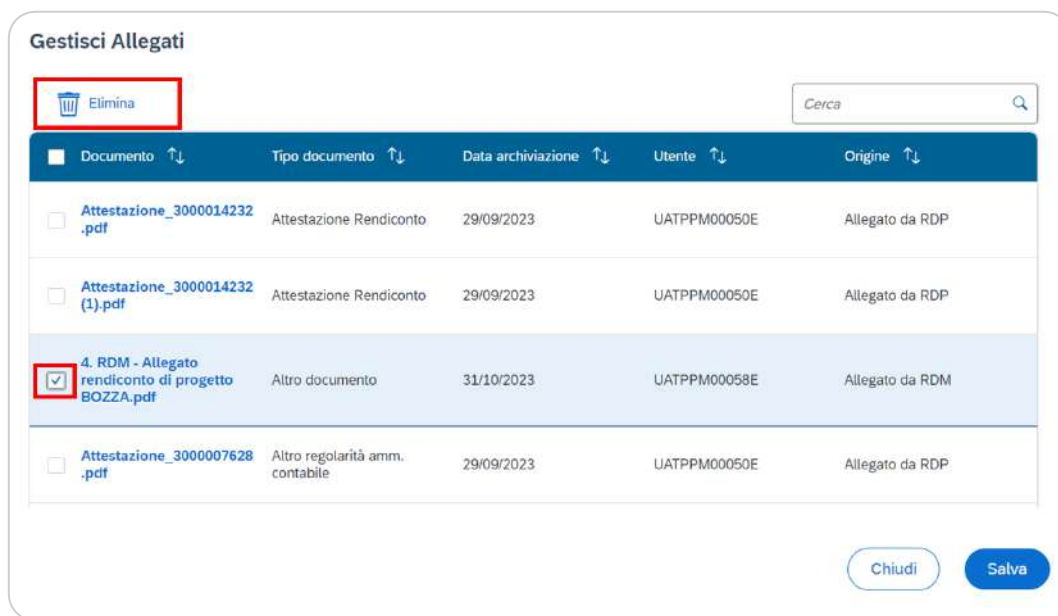 Gestisci Allegati
Elimina
Cerca
Documento Tipo documento Data archiviazione Utente Origine
Attestazione_3000014232
.pdf
Attestazione Rendiconto 29/09/2023 UATPPM00050E Allegato da RDP
Attestazione_3000014232
(1).pdf
Attestazione Rendiconto 29/09/2023 UATPPM00050E Allegato da RDP
4. RDM - Allegato
rendiconto di progetto
BOZZA.pdf
Altro documento 31/10/2023 UATPPM00058E Allegato da RDM
Attestazione_3000007628
.pdf
Altro regolarità amm.
contabile
29/09/2023 UATPPM00050E Allegato da RDP
Chiudi Salva